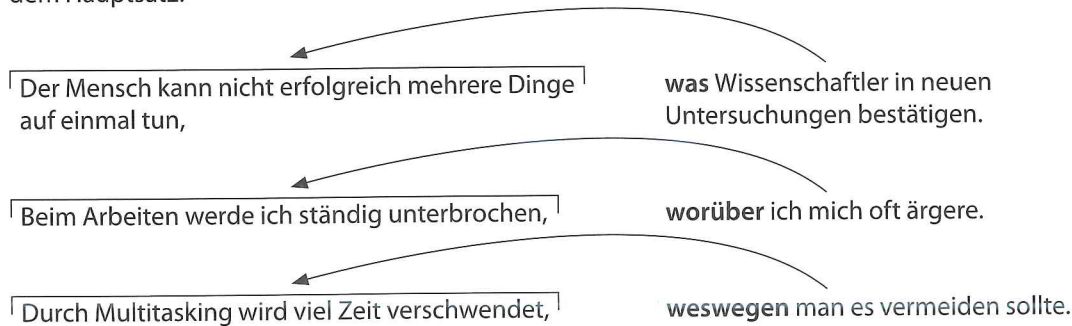 dem Hauptsatz.
Der Mensch kann nicht erfolgreich mehrere Dinge
auf einmal tun,
was Wissenschaftler in neuen
Untersuchungen bestätigen.
Beim Arbeiten werde ich ständig unterbrochen,
worüber ich mich oft ärgere.
Durch Multitasking wird viel Zeit verschwendet,
weswegen man es vermeiden sollte.